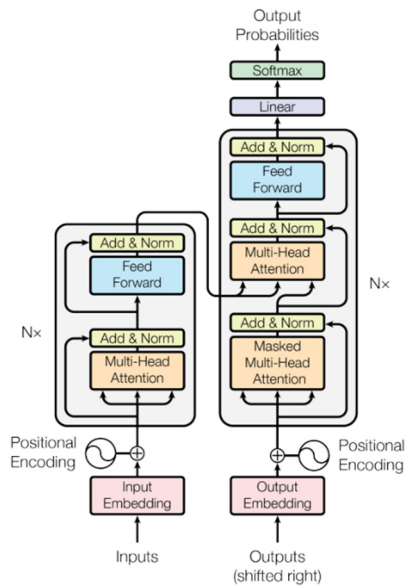 Output
Probabilities
Softmax
Linear
Add & Norm
Feed
Forward
Add & Norm
Multi-Head
Attention
Add & Norm
Masked
Multi-Head
Attention
N×
Add & Norm
Feed
Forward
Add & Norm
Multi-Head
Attention
N×
Positional
Encoding
Positional
Encoding
Input
Embedding
Output
Embedding
Inputs
Outputs
(shifted right)